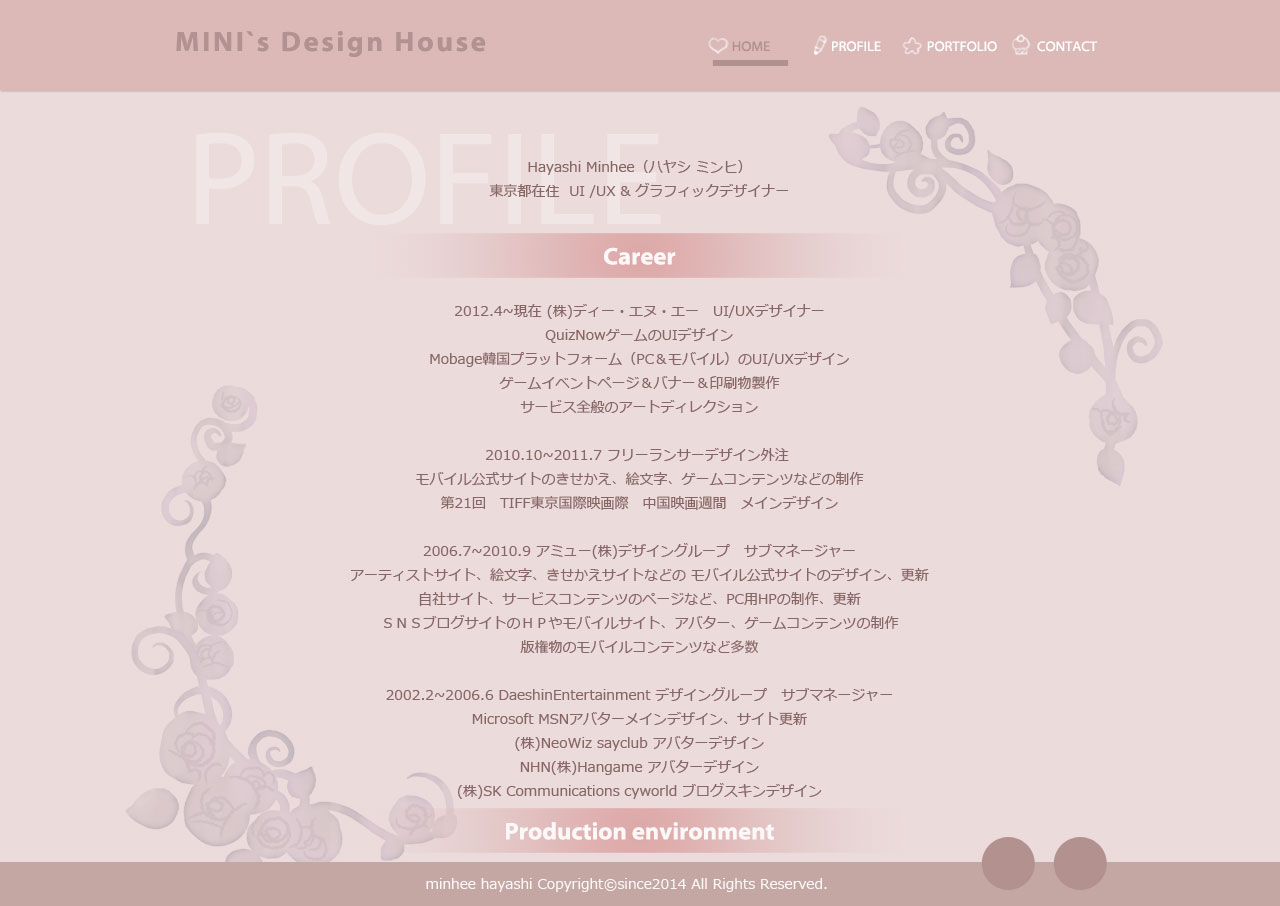 MINI`s Design House
HOME
PROFILE
PORTFOLIO
CONTACT
PROFILE
Hayashi Minhee（ハヤシ ミンヒ）
東京都在住 UI /UX & グラフィックデザイナー
Career
2012.4~現在 (株)ディー・エヌ・エー　UI/UXデザイナー
QuizNowゲームのUIデザイン
Mobage韓国プラットフォーム（PC＆モバイル）のUI/UXデザイン
ゲームイベントページ＆バナー＆印刷物製作
サービス全般のアートディレクション
2010.10~2011.7 フリーランサーデザイン外注
モバイル公式サイトのきせかえ、絵文字、ゲームコンテンツなどの制作
第21回　TIFF東京国際映画際　中国映画週間　メインデザイン
2006.7~2010.9 アミュー(株)デザイングループ　サブマネージャー
アーティストサイト、絵文字、きせかえサイトなどの モバイル公式サイトのデザイン、更新
自社サイト、サービスコンテンツのページなど、PC用HPの制作、更新
ＳＮＳブログサイトのＨＰやモバイルサイト、アバター、ゲームコンテンツの制作
版権物のモバイルコンテンツなど多数
2002.2~2006.6 DaeshinEntertainment デザイングループ　サブマネージャー
Microsoft MSNアバターメインデザイン、サイト更新
(株)NeoWiz sayclub アバターデザイン
NHN(株)Hangame アバターデザイン
(株)SK Communications cyworld ブログスキンデザイン
Production environment
minhee hayashi Copyright©since2014 All Rights Reserved.